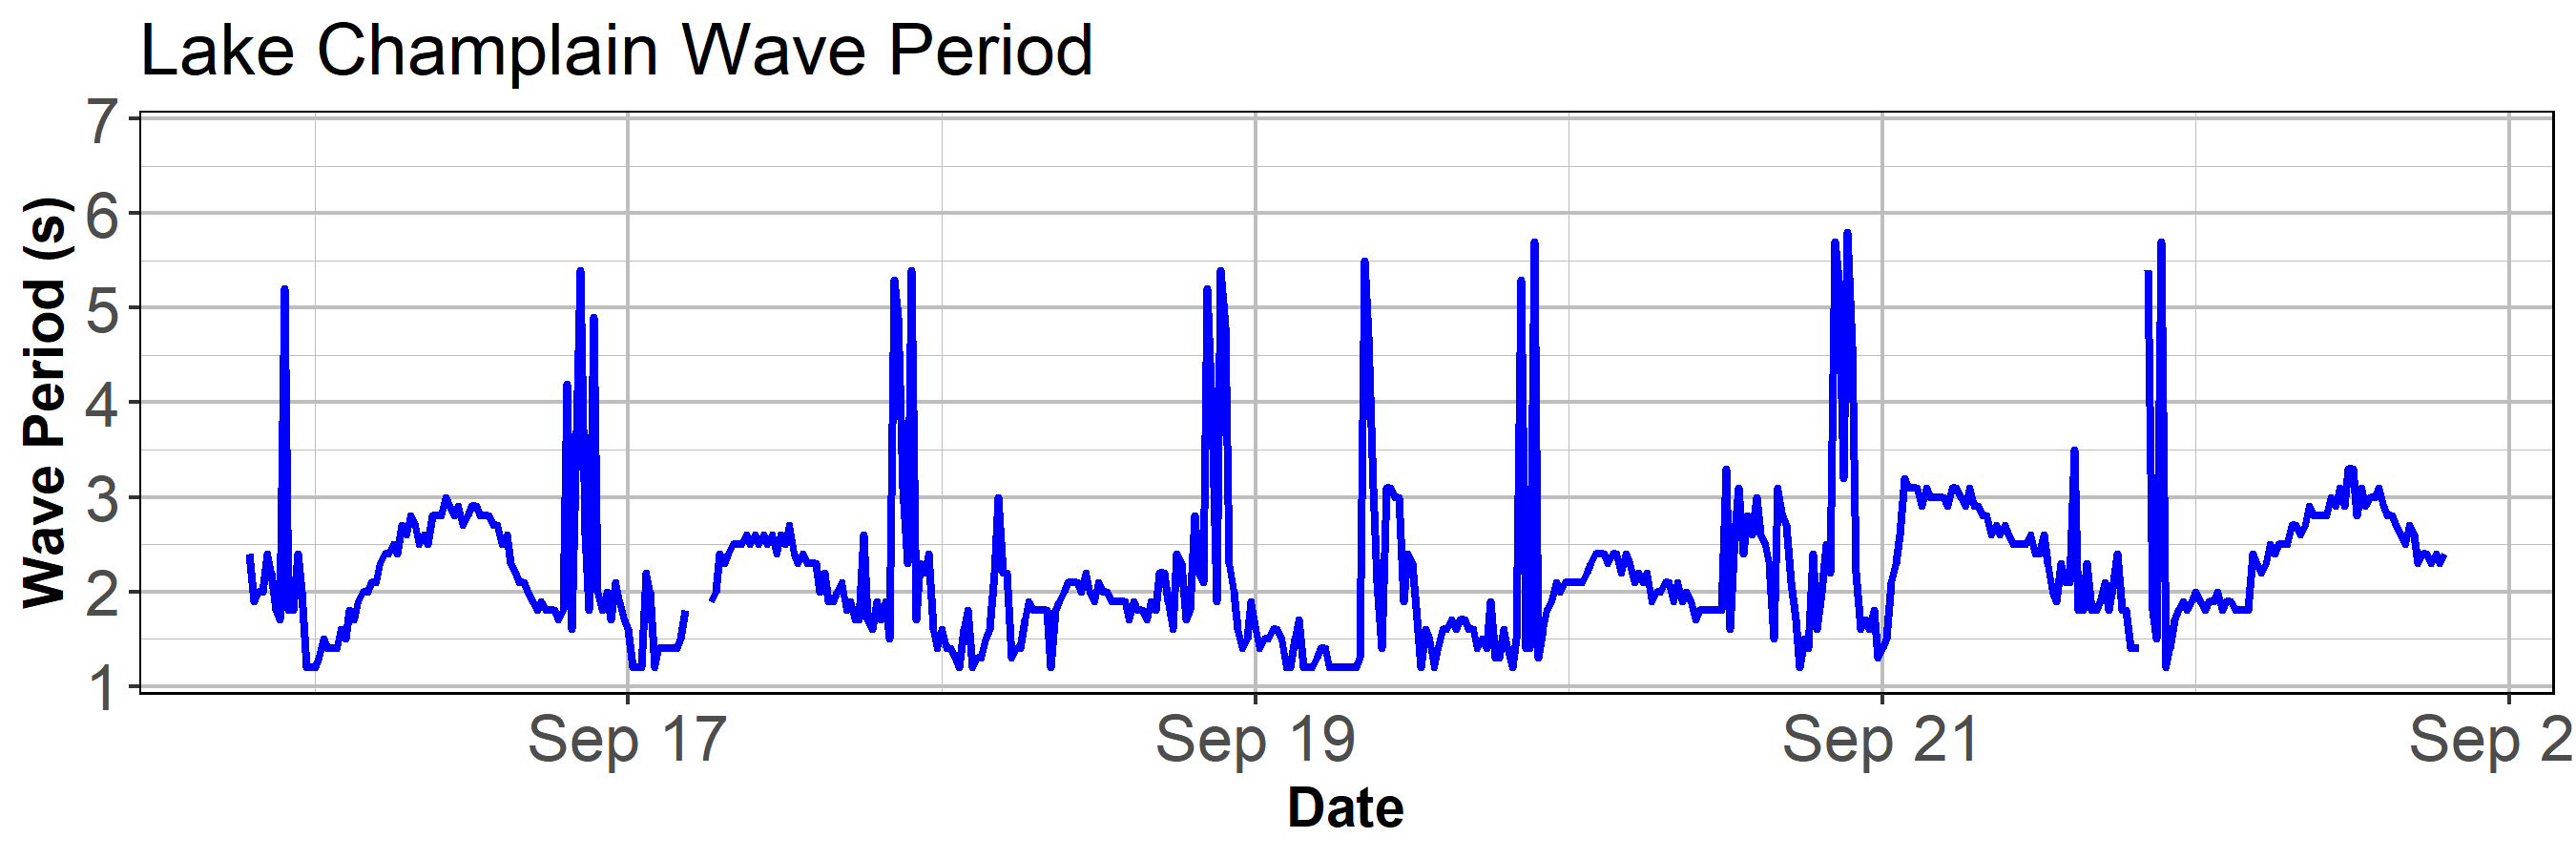 Lake Champlain Wave Period
Wave Period (s)
7
6
5
4
3
2
1
Sep 17
Sep 19
Sep 21
Sep 2
Date